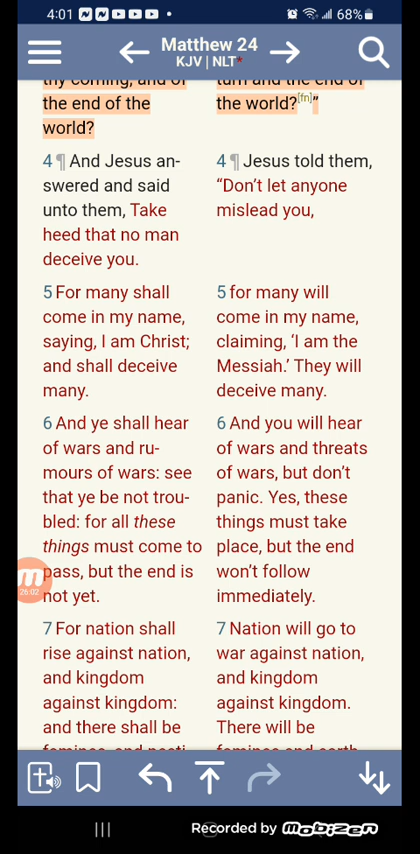 4:01
68%
Matthew 24
KJV | NLT*
the end of the
world?
4 ¶ And Jesus an-
swered and said
unto them, Take
heed that no man
deceive you.
5 For many shall
come in my name,
saying, I am Christ;
and shall deceive
many.
6 And ye shall hear
of wars and ru-
mours of wars: see
that ye be not trou-
bled: for all these
things must come to
pass, but the end is
not yet.
7 For nation shall
rise against nation,
and kingdom
against kingdom:
and there shall be
the world?[fn]”
4 ¶ Jesus told them,
“Don’t let anyone
mislead you,
5 for many will
come in my name,
claiming, ‘I am the
Messiah.’ They will
deceive many.
6 And you will hear
of wars and threats
of wars, but don’t
panic. Yes, these
things must take
place, but the end
won’t follow
immediately.
7 Nation will go to
war against nation,
and kingdom
against kingdom.
There will be
26:02
Recorded by Mobizen